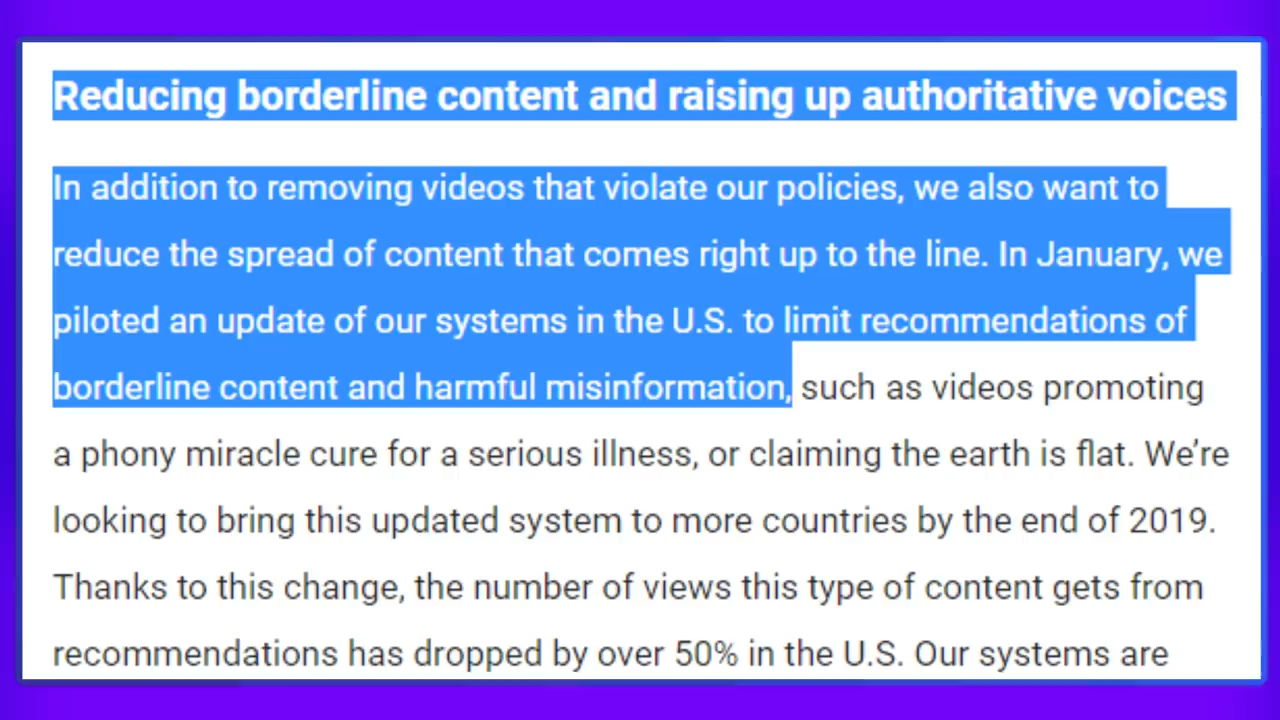 Reducing borderline content and raising up authoritative voices
In addition to removing videos that violate our policies, we also want to
reduce the spread of content that comes right up to the line. In January, we
piloted an update of our systems in the U.S. to limit recommendations of
borderline content and harmful misinformation, such as videos promoting
a phony miracle cure for a serious illness, or claiming the earth is flat. We’re
looking to bring this updated system to more countries by the end of 2019.
Thanks to this change, the number of views this type of content gets from
recommendations has dropped by over 50% in the U.S. Our systems are